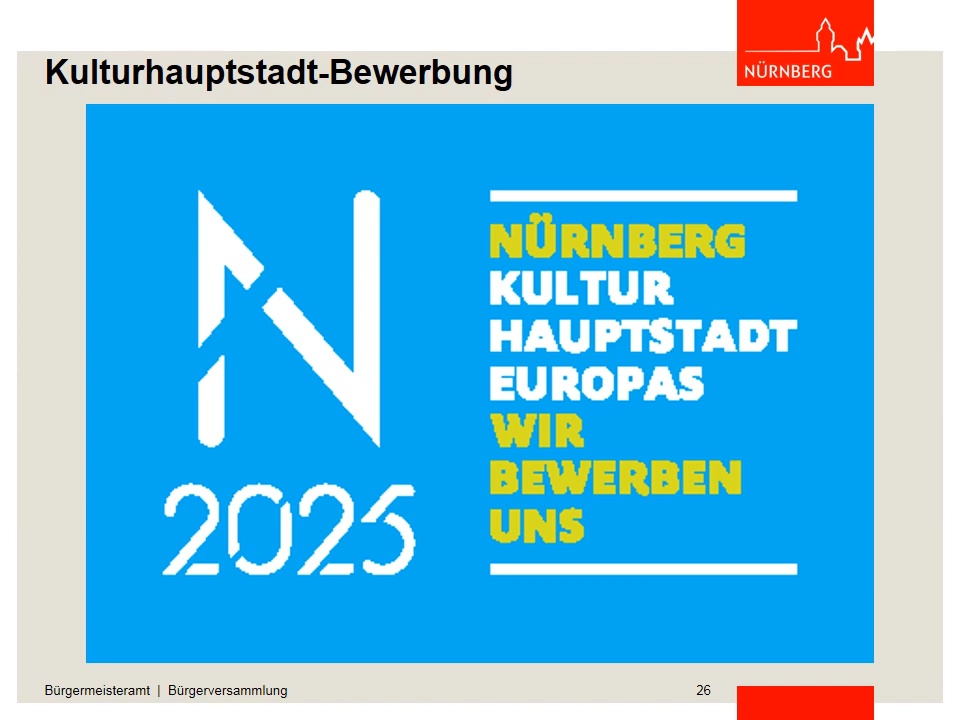 Kulturhauptstadt-Bewerbung
NÜRNBERG
N
2025
NÜRNBERG
KULTUR
HAUPTSTADT
EUROPAS
WIR
BEWERBEN
UNS
Bürgermeisteramt | Bürgerversammlung 26